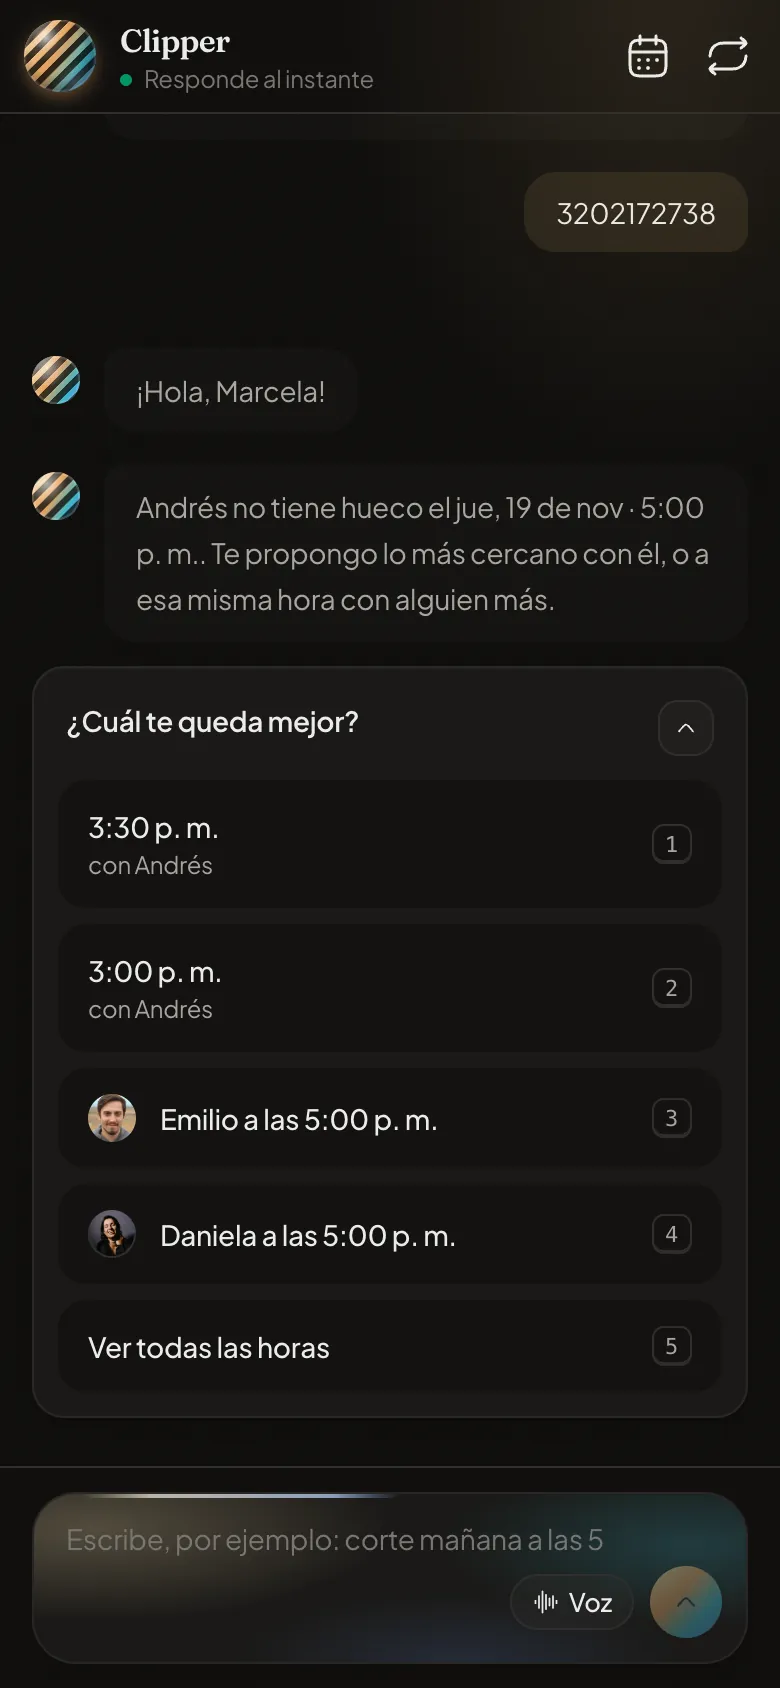 Clipper
Responde al instante
3202172738
¡Hola, Marcela!
Andrés no tiene hueco el jue, 19 de nov · 5:00
p. m.. Te propongo lo más cercano con él, o a
esa misma hora con alguien más.
¿Cuál te queda mejor?
3:30 p. m.
con Andrés
1
3:00 p. m.
con Andrés
2
Emilio a las 5:00 p. m.
3
Daniela a las 5:00 p. m.
4
Ver todas las horas
5
Escribe, por ejemplo: corte mañana a las 5
Voz